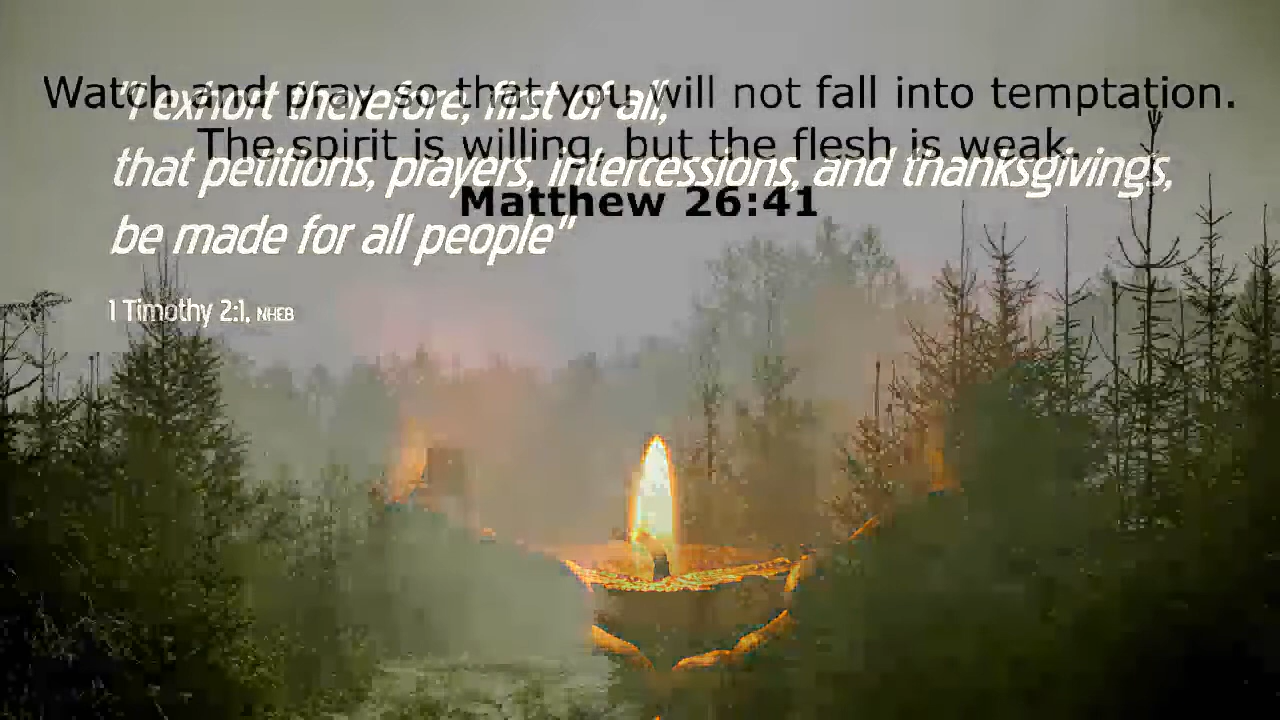 Watch and pray so that you will not fall into temptation.
The spirit is willing, but the flesh is weak.
Matthew 26:41
"I exhort therefore, first of all,
that petitions, prayers, intercessions, and thanksgivings,
be made for all people"
1 Timothy 2:1, NHEB